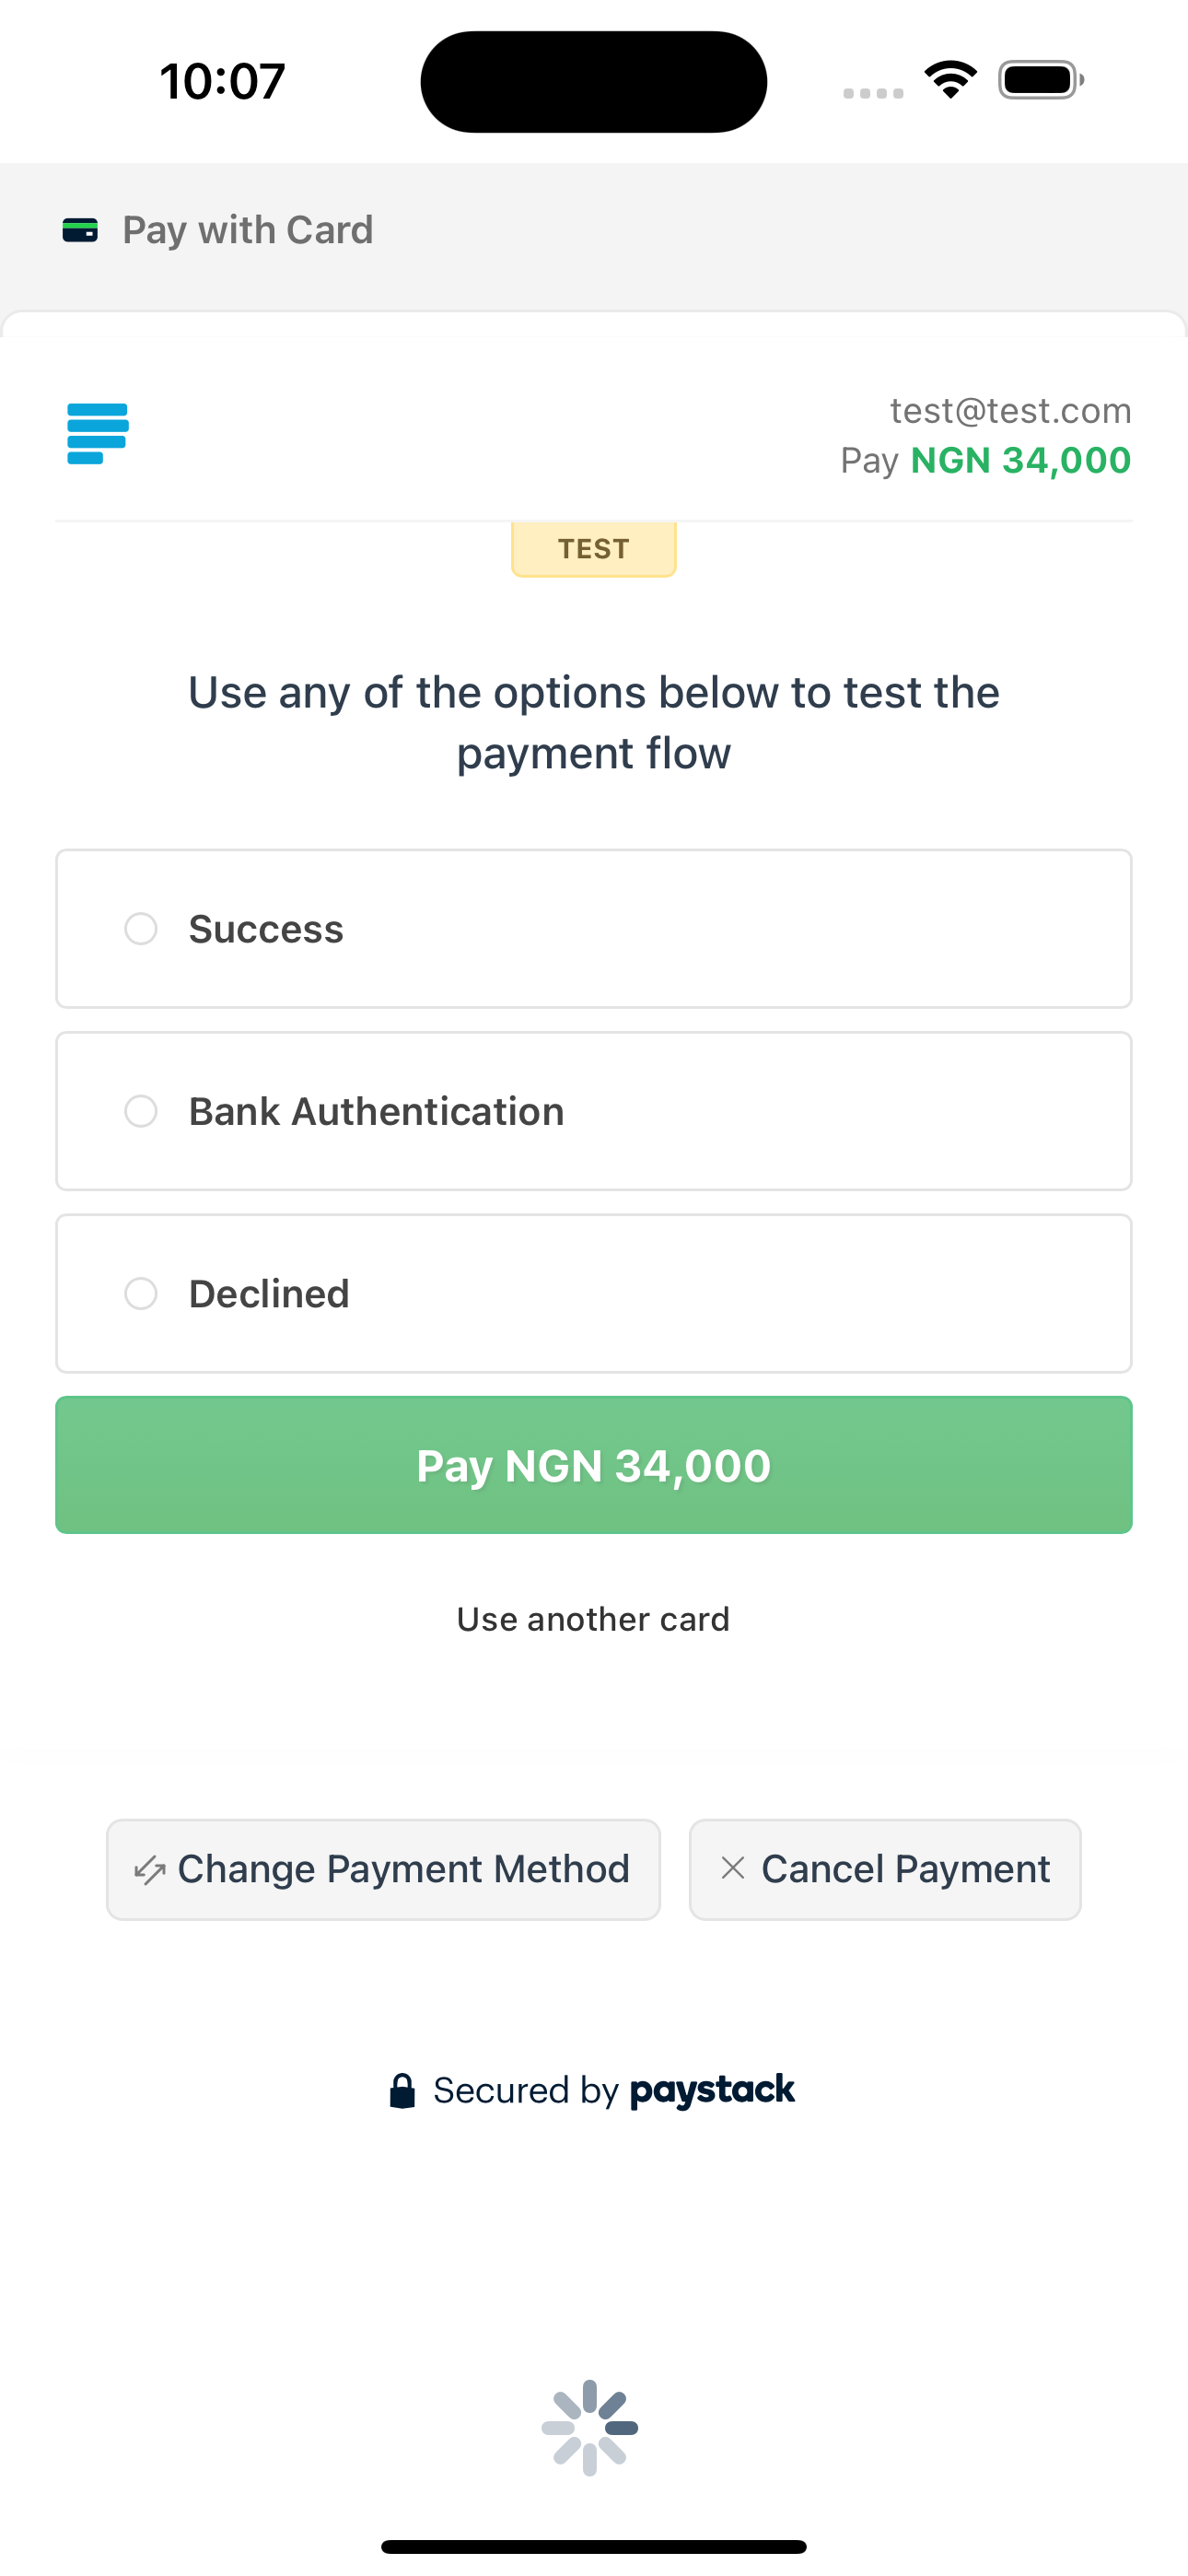 10:07
Pay with Card
test@test.com
Pay NGN 34,000
TEST
Use any of the options below to test the
payment flow
Success
Bank Authentication
Declined
Pay NGN 34,000
Use another card
Change Payment Method
Cancel Payment
Secured by paystack